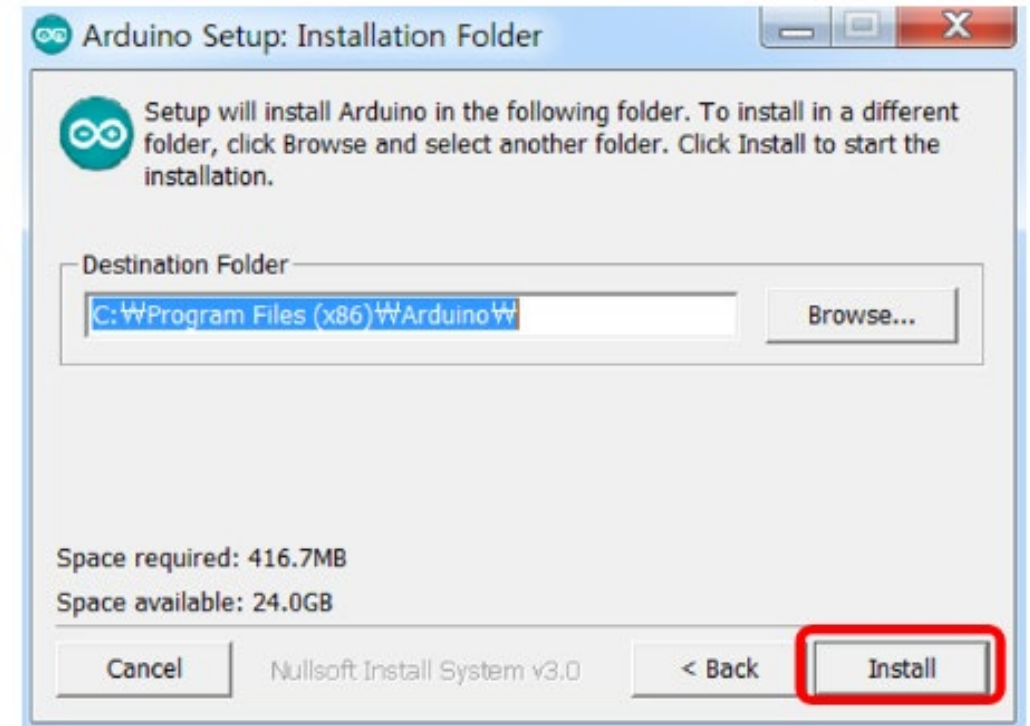 Arduino Setup: Installation Folder
Setup will install Arduino in the following folder. To install in a different
folder, click Browse and select another folder. Click Install to start the
installation.
Destination Folder
C:₩Program Files (x86)₩Arduino₩
Browse...
Space required: 416.7MB
Space available: 24.0GB
Cancel
Nullsoft Install System v3.0
< Back
Install